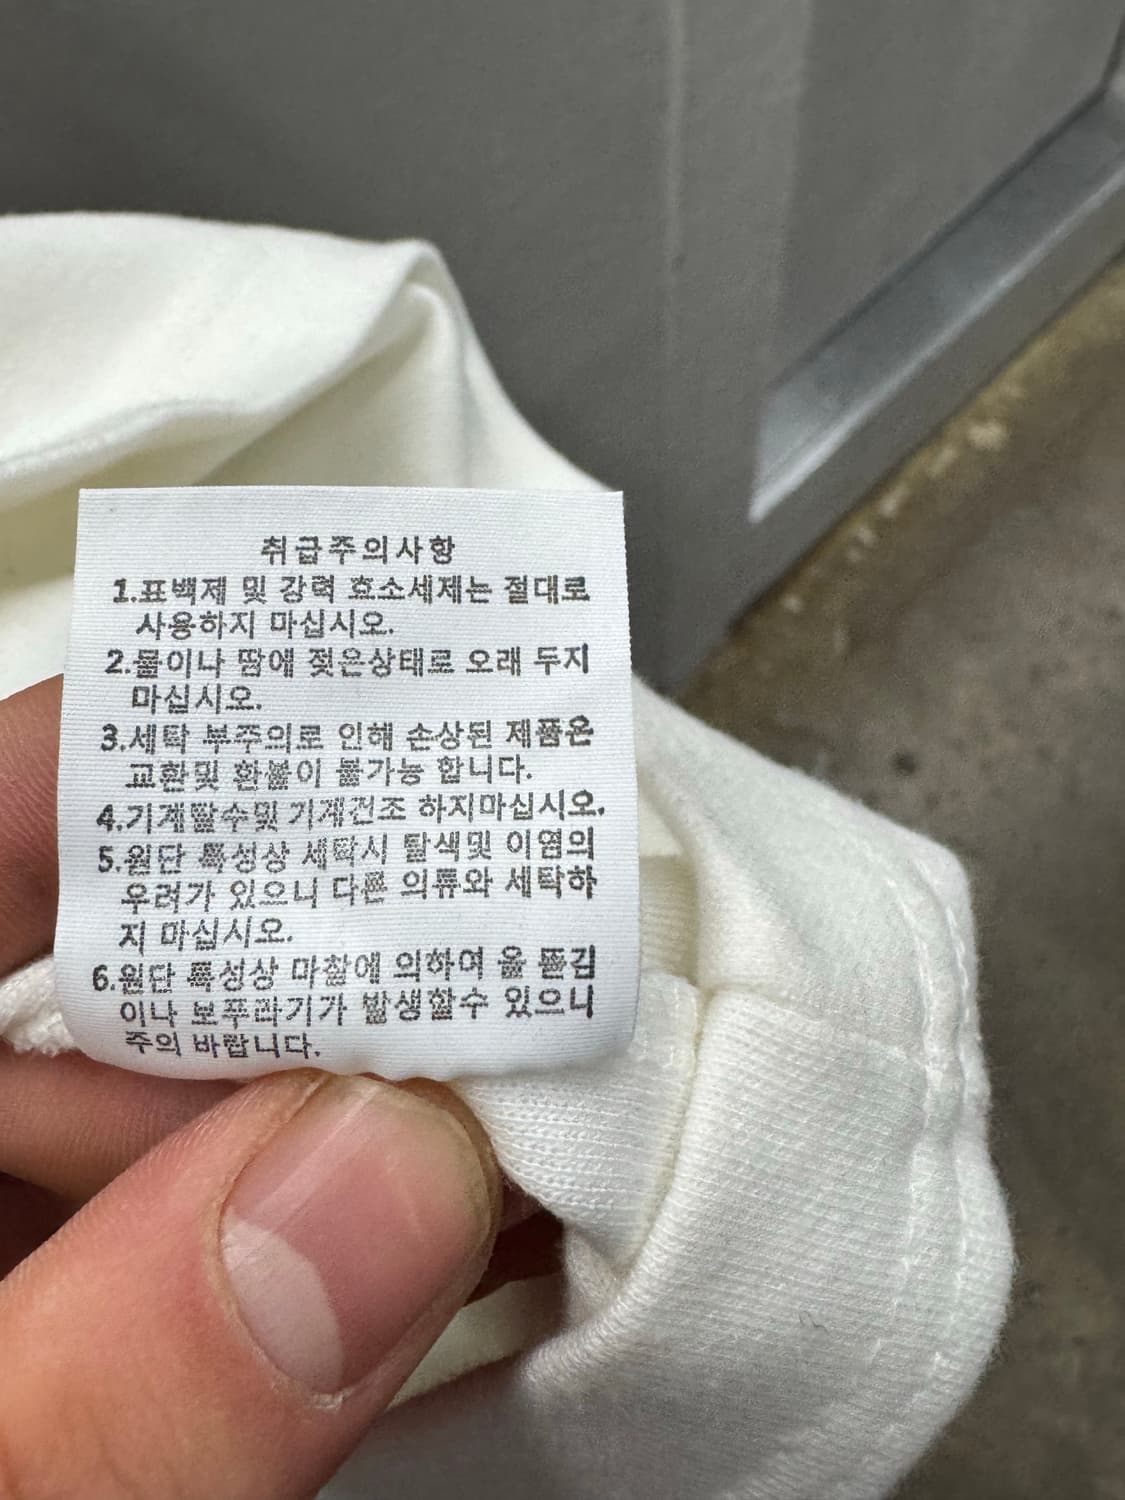 취급주의사항
1.표백제 및 강력 효소세제는 절대로
사용하지 마십시오.
2.물이나 땀에 젖은상태로 오래 두지
마십시오.
3.세탁 부주의로 인해 손상된 제품은
교환및 환불이 불가능 합니다.
4.기계탈수및 기계건조 하지마십시오.
5.원단 특성상 세탁시 탈색및 이염의
우려가 있으니 다른 의류와 세탁하
지 마십시오.
6.원단 특성상 마찰에 의하여 올 뜯김
이나 보푸라기가 발생할수 있으니
주의 바랍니다.